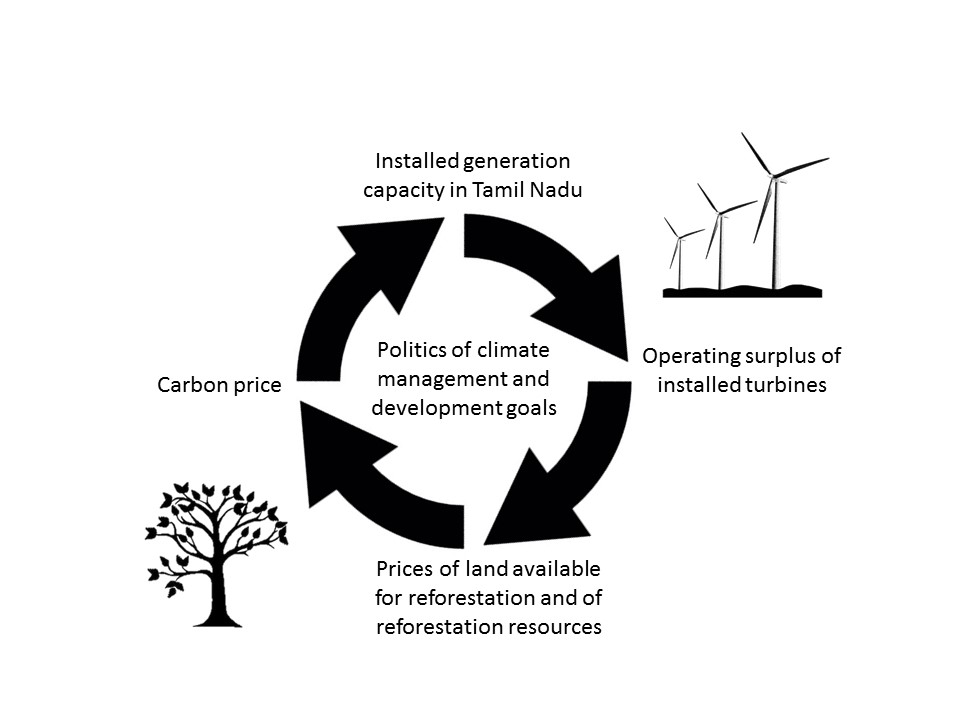 Installed generation
capacity in Tamil Nadu
Operating surplus of
installed turbines
Politics of climate
management and
development goals
Carbon price
Prices of land available
for reforestation and of
reforestation resources